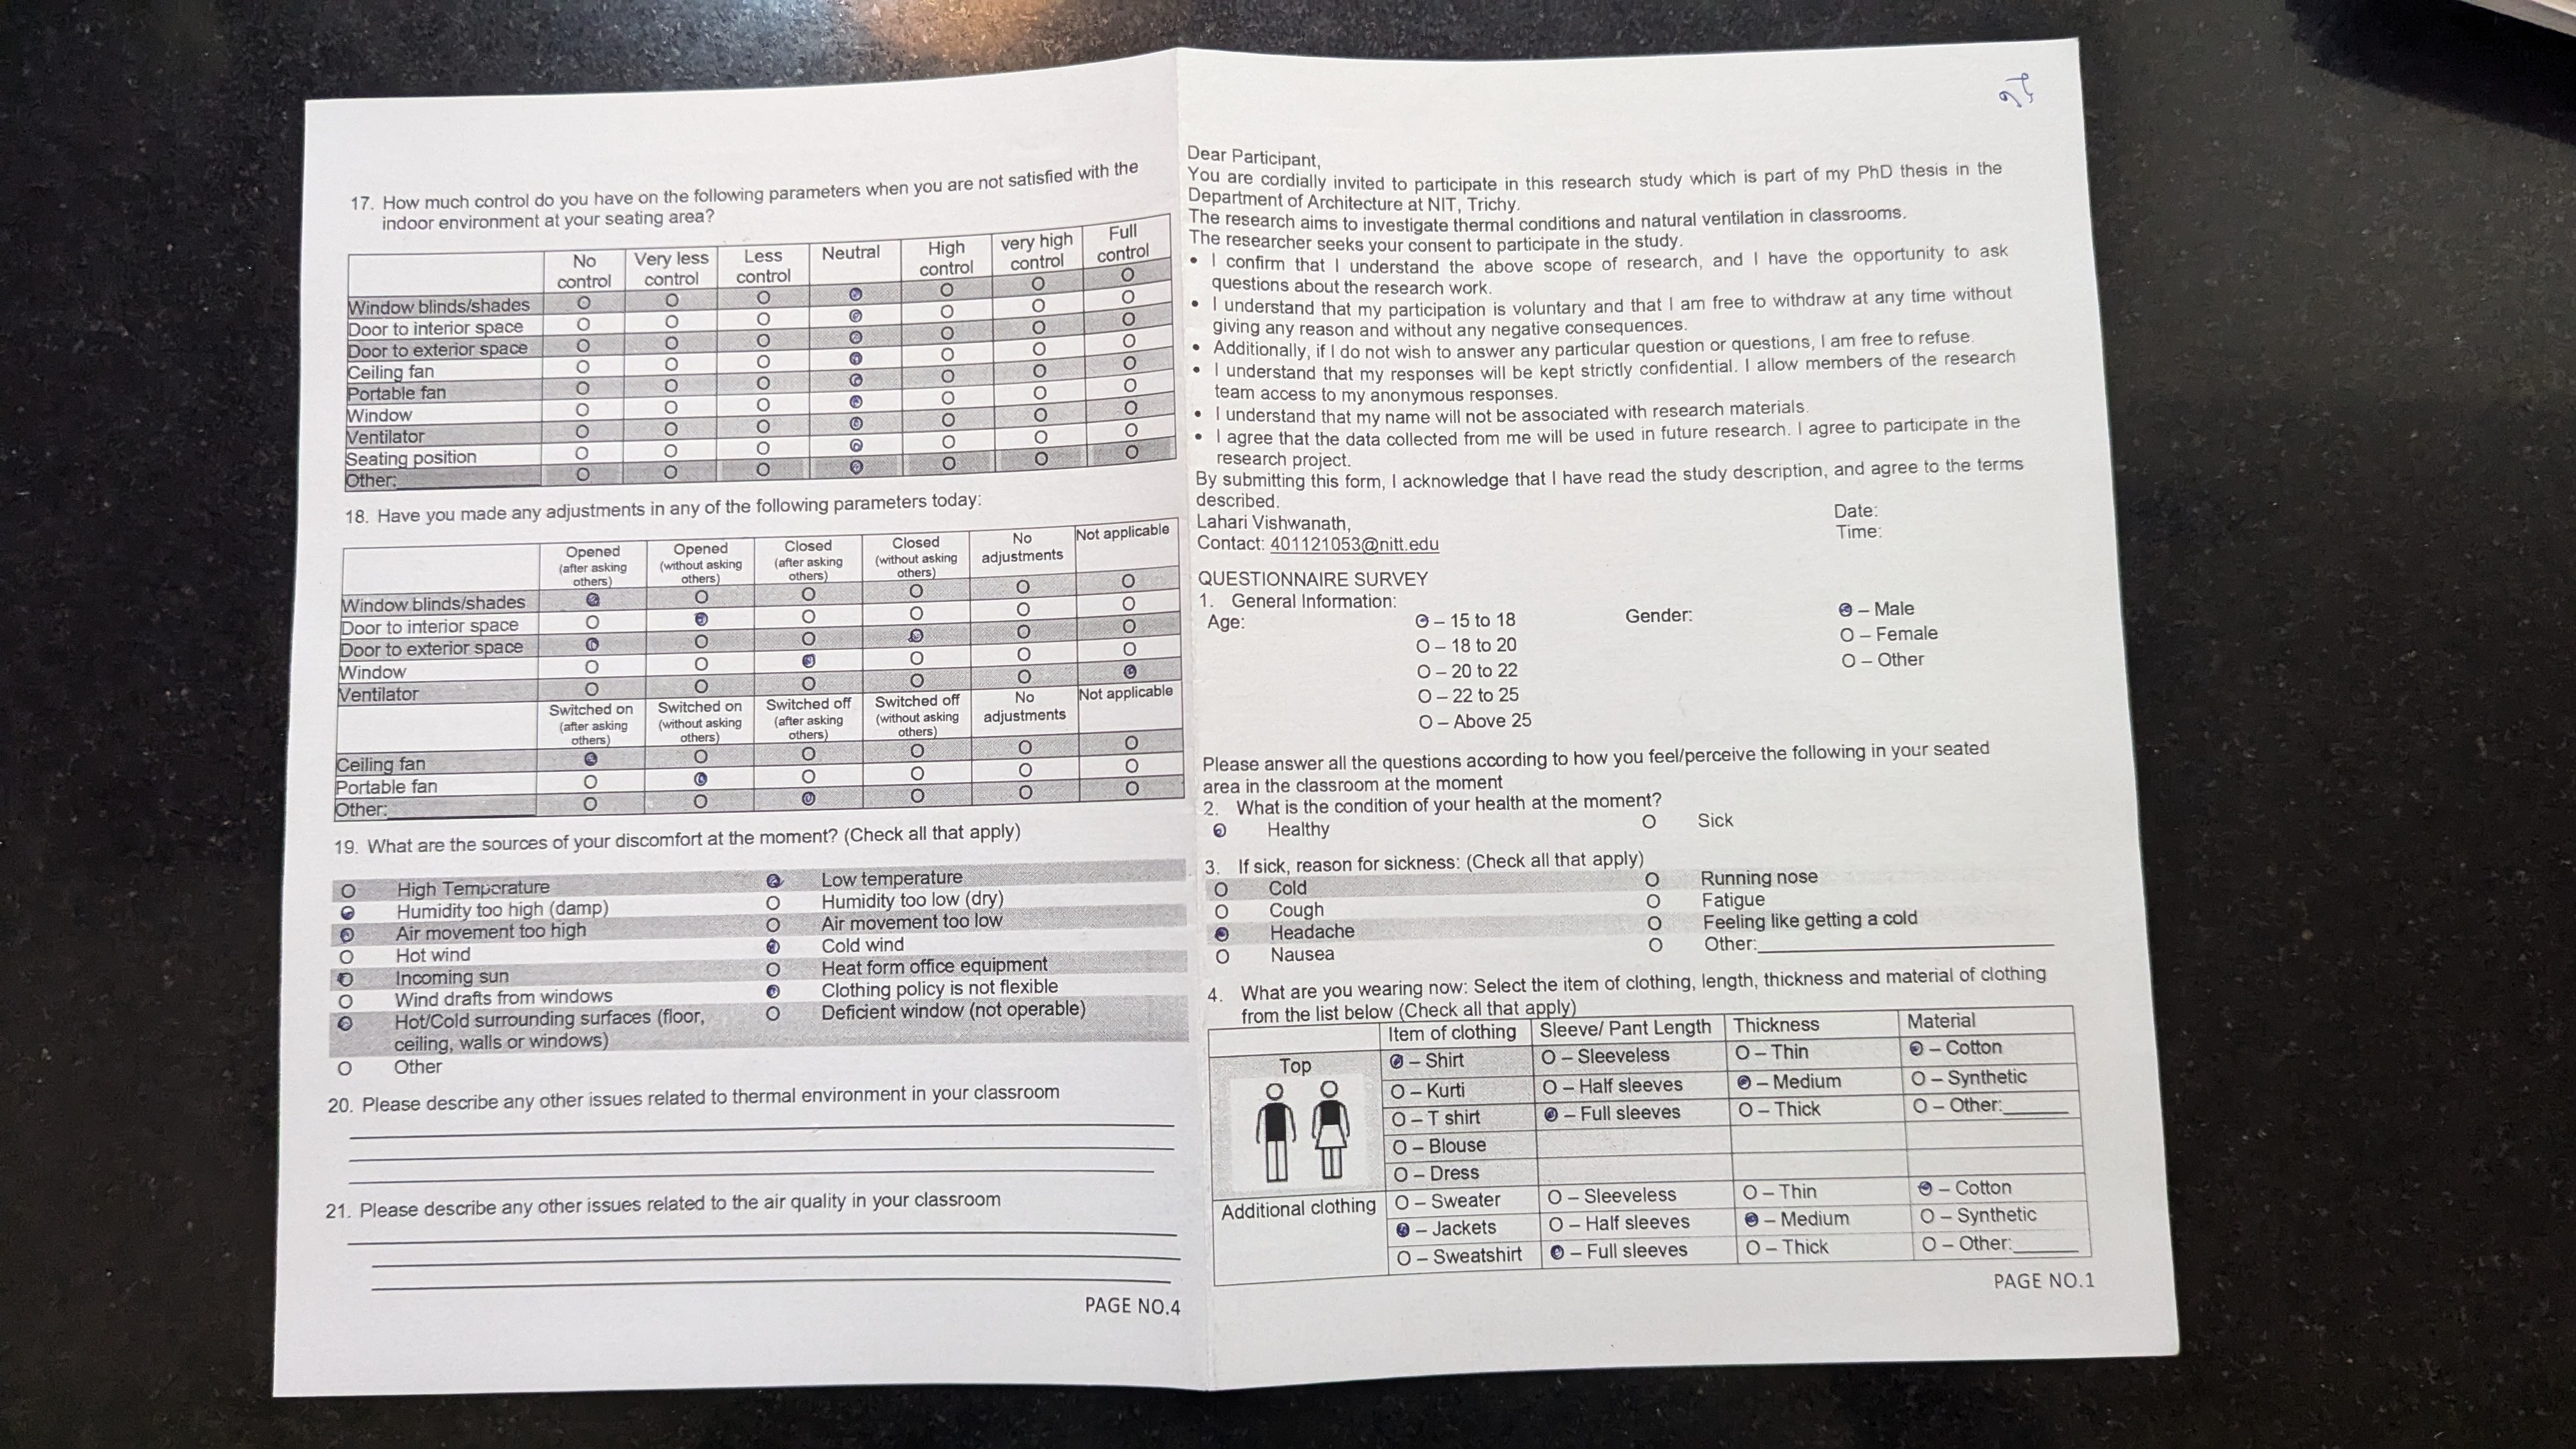 17. How much control do you have on the following parameters when you are not satisfied with the
indoor environment at your seating area?
No control Very less control Less control Neutral High control very high control Full control
Window blinds/shades O O O O O O O
Door to interior space O O O O O O O
Door to exterior space O O O O O O O
Ceiling fan O O O O O O O
Portable fan O O O O O O O
Window O O O O O O O
Ventilator O O O O O O O
Seating position O O O O O O O
Other: O O O O O O O
18. Have you made any adjustments in any of the following parameters today:
Opened (after asking others) Opened (without asking others) Closed (after asking others) Closed (without asking others) No adjustments Not applicable
Window blinds/shades O O O O O O
Door to interior space O O O O O O
Door to exterior space O O O O O O
Window O O O O O O
Ventilator O O O O O O
Switched on (after asking others) Switched on (without asking others) Switched off (after asking others) Switched off (without asking others) No adjustments Not applicable
Ceiling fan O O O O O O
Portable fan O O O O O O
Other: O O O O O O
19. What are the sources of your discomfort at the moment? (Check all that apply)
O High Temperature O Low temperature
O Humidity too high (damp) O Humidity too low (dry)
O Air movement too high O Air movement too low
O Hot wind O Cold wind
O Incoming sun O Heat form office equipment
O Wind drafts from windows O Clothing policy is not flexible
O Hot/Cold surrounding surfaces (floor, O Deficient window (not operable)
ceiling, walls or windows)
O Other
20. Please describe any other issues related to thermal environment in your classroom
21. Please describe any other issues related to the air quality in your classroom
PAGE NO.4
Dear Participant,
You are cordially invited to participate in this research study which is part of my PhD thesis in the
Department of Architecture at NIT, Trichy.
The research aims to investigate thermal conditions and natural ventilation in classrooms.
The researcher seeks your consent to participate in the study.
• I confirm that I understand the above scope of research, and I have the opportunity to ask
questions about the research work.
• I understand that my participation is voluntary and that I am free to withdraw at any time without
giving any reason and without any negative consequences.
• Additionally, if I do not wish to answer any particular question or questions, I am free to refuse.
• I understand that my responses will be kept strictly confidential. I allow members of the research
team access to my anonymous responses.
• I understand that my name will not be associated with research materials.
• I agree that the data collected from me will be used in future research. I agree to participate in the
research project.
By submitting this form, I acknowledge that I have read the study description, and agree to the terms
described.
Lahari Vishwanath, Date:
Contact: 401121053@nitt.edu Time:
QUESTIONNAIRE SURVEY
1. General Information:
Age: O – 15 to 18 Gender: O – Male
O – 18 to 20 O – Female
O – 20 to 22 O – Other
O – 22 to 25
O – Above 25
Please answer all the questions according to how you feel/perceive the following in your seated
area in the classroom at the moment
2. What is the condition of your health at the moment?
O Healthy O Sick
3. If sick, reason for sickness: (Check all that apply)
O Cold O Running nose
O Cough O Fatigue
O Headache O Feeling like getting a cold
O Nausea O Other:
4. What are you wearing now: Select the item of clothing, length, thickness and material of clothing
from the list below (Check all that apply)
Item of clothing Sleeve/ Pant Length Thickness Material
Top O – Shirt O – Sleeveless O – Thin O – Cotton
O – Kurti O – Half sleeves O – Medium O – Synthetic
O – T shirt O – Full sleeves O – Thick O – Other:
O – Blouse
O – Dress
Additional clothing O – Sweater O – Sleeveless O – Thin O – Cotton
O – Jackets O – Half sleeves O – Medium O – Synthetic
O – Sweatshirt O – Full sleeves O – Thick O – Other:
PAGE NO.1